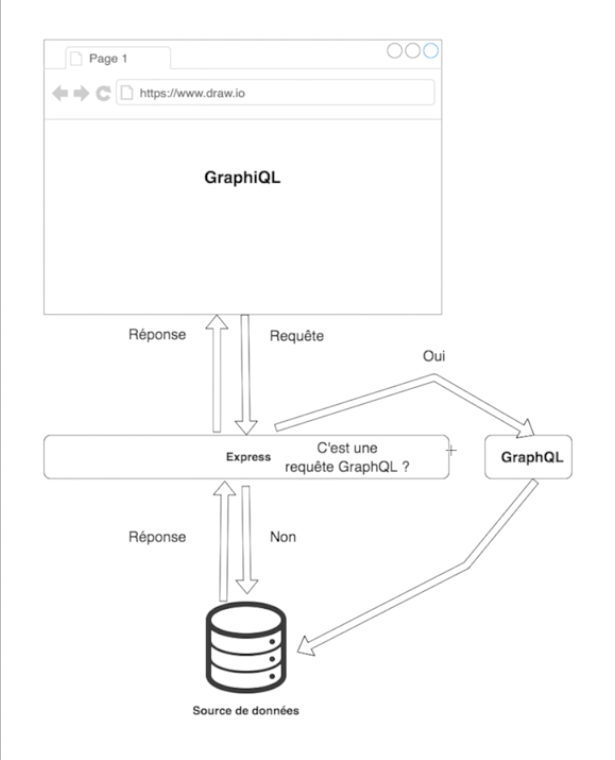 Page 1
https://www.draw.io
GraphiQL
Réponse
Requête
Oui
Express
C'est une
requête GraphQL ?
GraphQL
Réponse
Non
Source de données